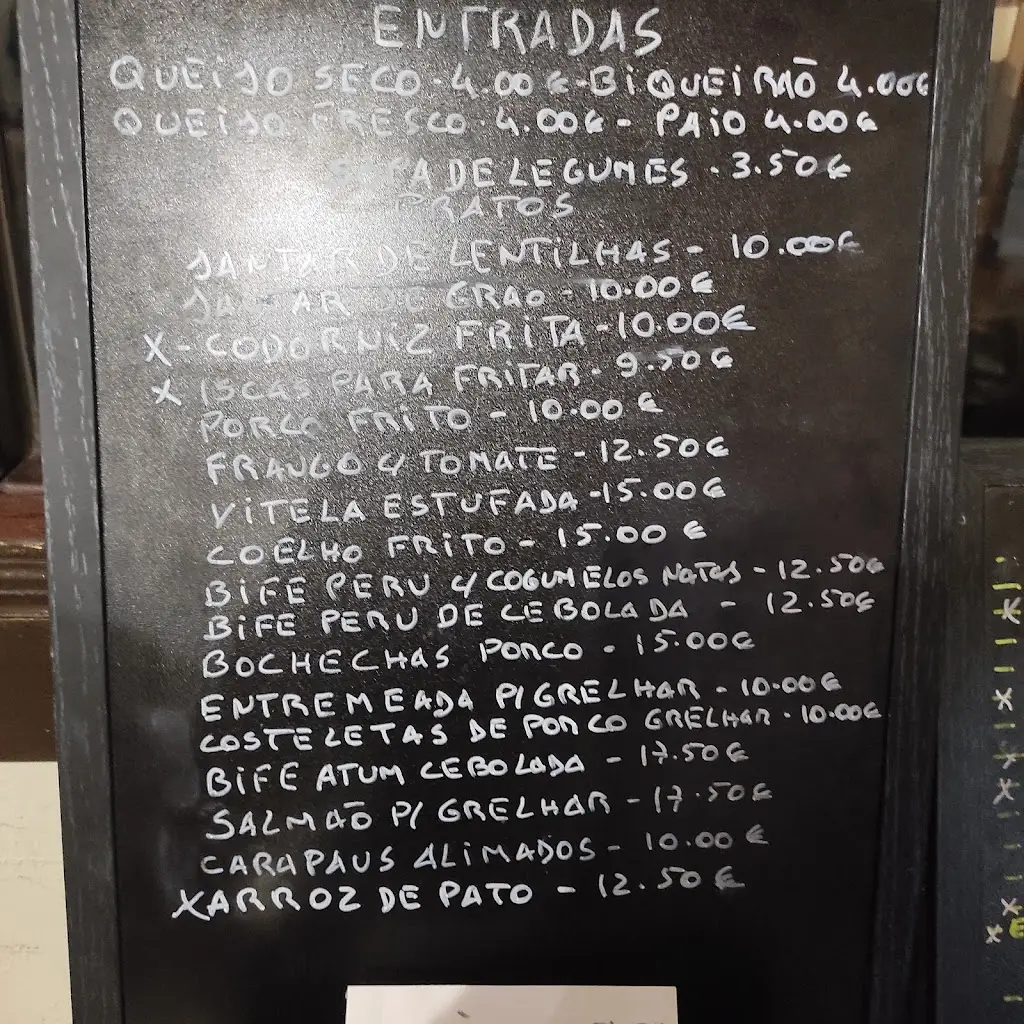 ENTRADAS
QUEIJO SECO - 4.00€ - BIQUEIRÃO 4.00€
QUEIJO FRESCO - 4.00€ - PAIO 4.00€
DE LEGUMES - 3.50€
PRATOS
JANTAR DE LENTILHAS - 10.00€
GRAO - 10.00€
X - CODORNIZ FRITA - 10.00€
X ISCAS PARA FRITAR - 9.50€
PORCO FRITO - 10.00€
FRANGO C/ TOMATE - 12.50€
VITELA ESTUFADA - 15.00€
COELHO FRITO - 15.00€
BIFE PERU C/ COGUMELOS NATAS - 12.50€
BIFE PERU DE CEBOLADA - 12.50€
BOCHECHAS PORCO - 15.00€
ENTREMEADA P/ GRELHAR - 10.00€
COSTELETAS DE PORCO GRELHAR - 10.00€
BIFE ATUM CEBOLADA - 17.50€
SALMÃO P/ GRELHAR - 17.50€
CARAPAUS ALIMADOS - 10.00€
X ARROZ DE PATO - 12.50€